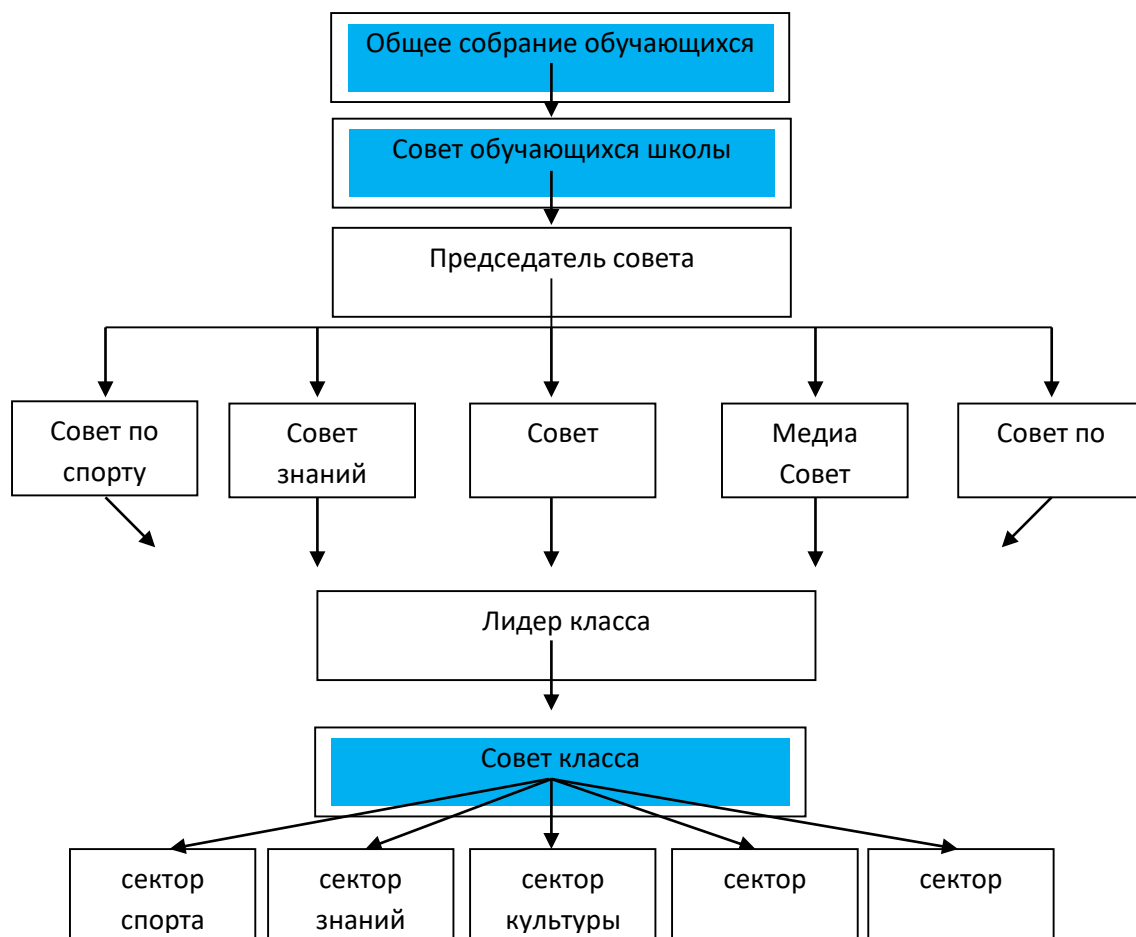 Общее собрание обучающихся
Совет обучающихся школы
Председатель совета
Совет по
спорту
Совет
знаний
Совет
Медиа
Совет
Совет по
Лидер класса
Совет класса
сектор
спорта
сектор
знаний
сектор
культуры
сектор
сектор